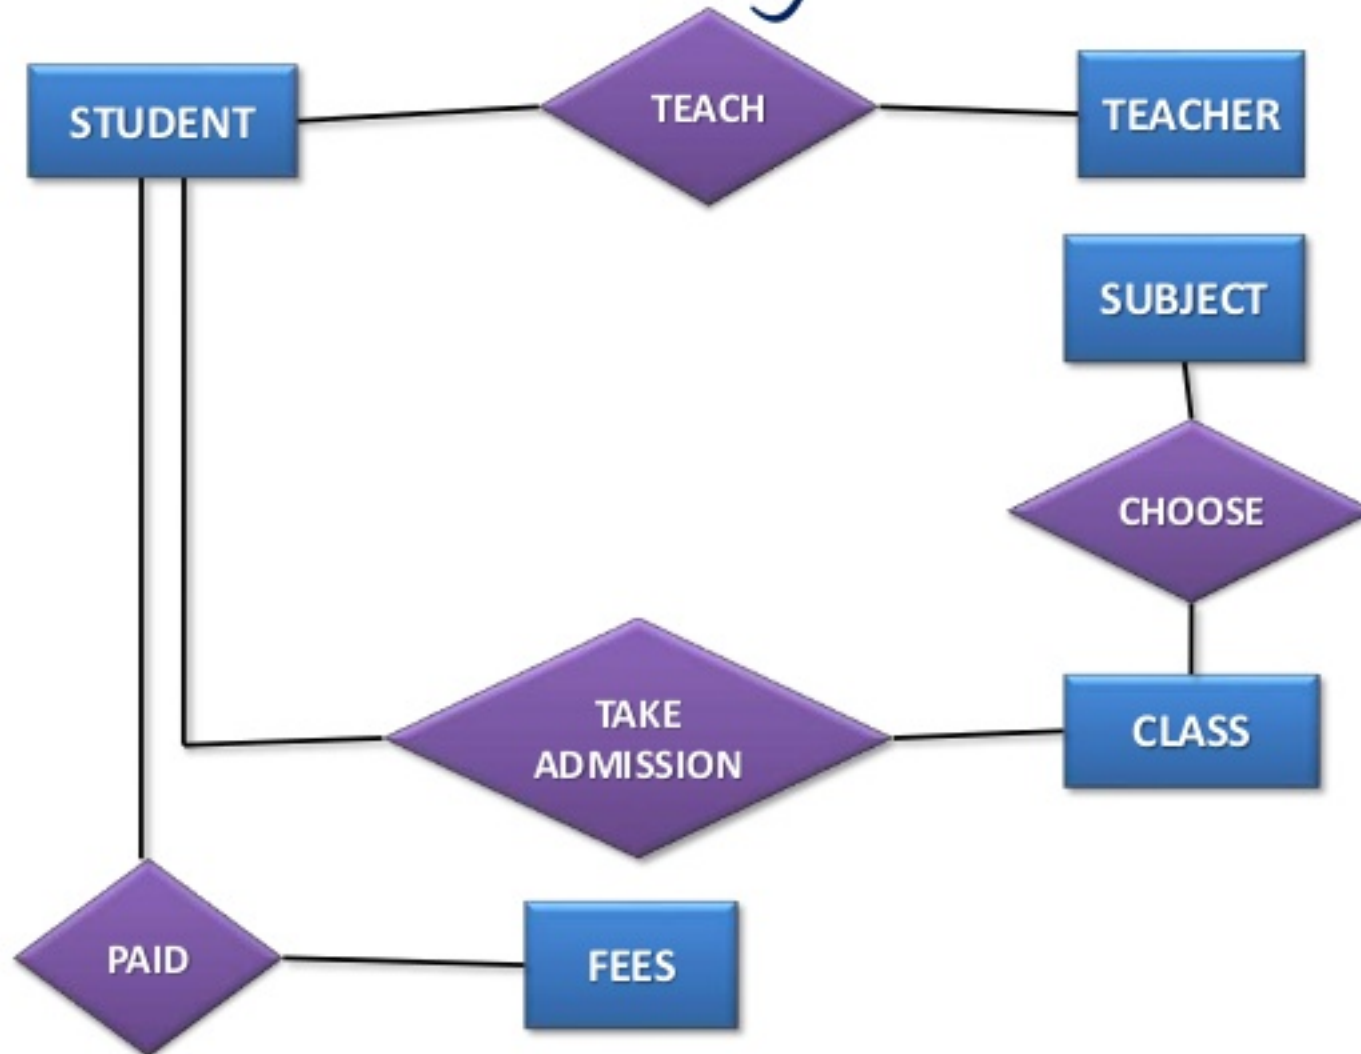 STUDENT
TEACH
TEACHER
SUBJECT
CHOOSE
TAKE
ADMISSION
CLASS
PAID
FEES